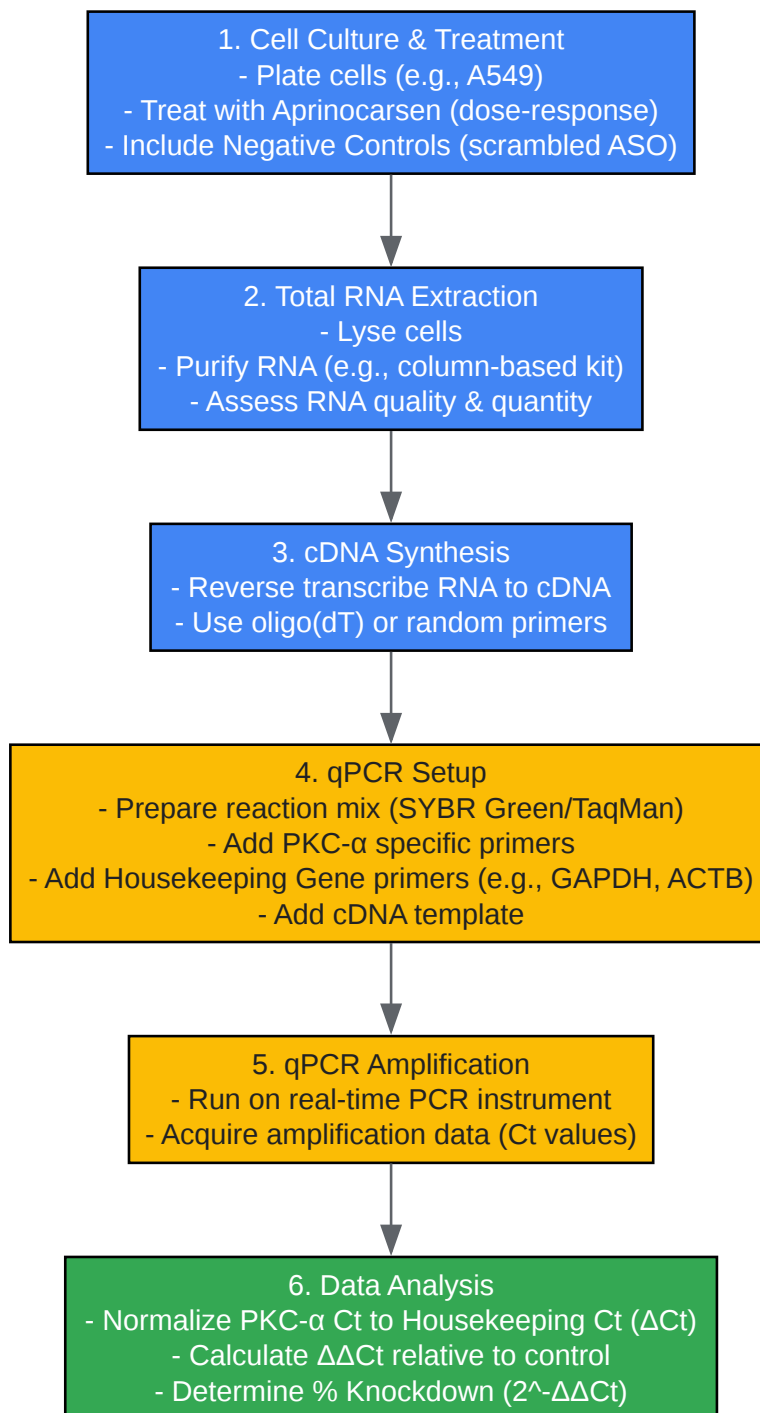 1. Cell Culture & Treatment
- Plate cells (e.g., A549)
- Treat with Aprinocarsen (dose-response)
- Include Negative Controls (scrambled ASO)
2. Total RNA Extraction
- Lyse cells
- Purify RNA (e.g., column-based kit)
- Assess RNA quality & quantity
3. cDNA Synthesis
- Reverse transcribe RNA to cDNA
- Use oligo(dT) or random primers
4. qPCR Setup
- Prepare reaction mix (SYBR Green/TaqMan)
- Add PKC-α specific primers
- Add Housekeeping Gene primers (e.g., GAPDH, ACTB)
- Add cDNA template
5. qPCR Amplification
- Run on real-time PCR instrument
- Acquire amplification data (Ct values)
6. Data Analysis
- Normalize PKC-α Ct to Housekeeping Ct (ΔCt)
- Calculate ΔΔCt relative to control
- Determine % Knockdown (2^-ΔΔCt)